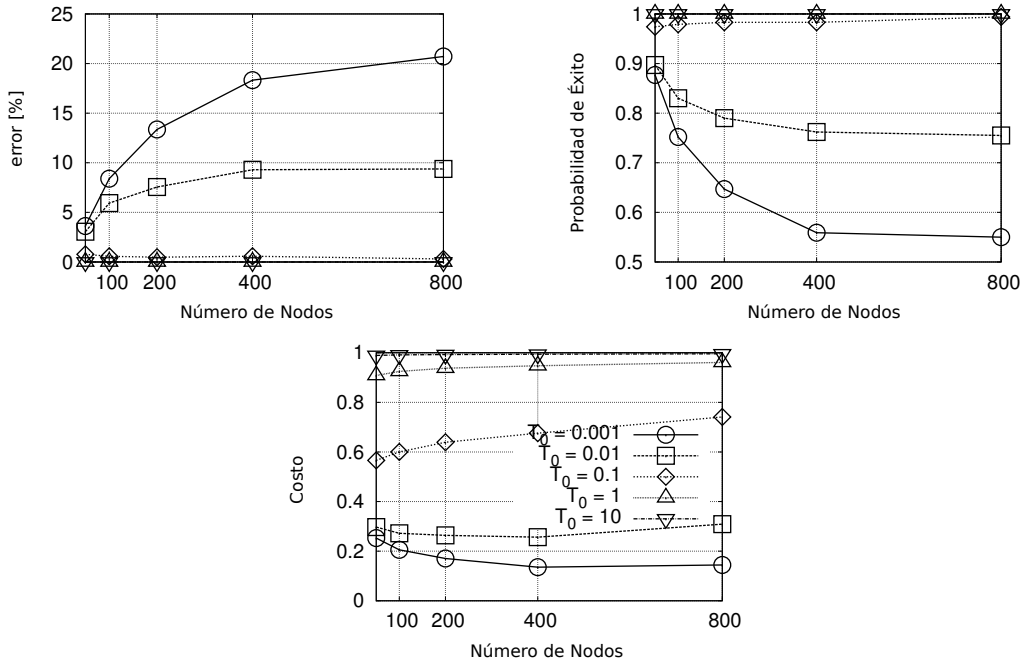 25
20
15
10
5
0
error [%]
100 200 400 800
Número de Nodos
1
0.9
0.8
0.7
0.6
0.5
Probabilidad de Éxito
100 200 400 800
Número de Nodos
1
0.8
0.6
0.4
0.2
0
Costo
T0 = 0.001
T0 = 0.01
T0 = 0.1
T0 = 1
T0 = 10
100 200 400 800
Número de Nodos